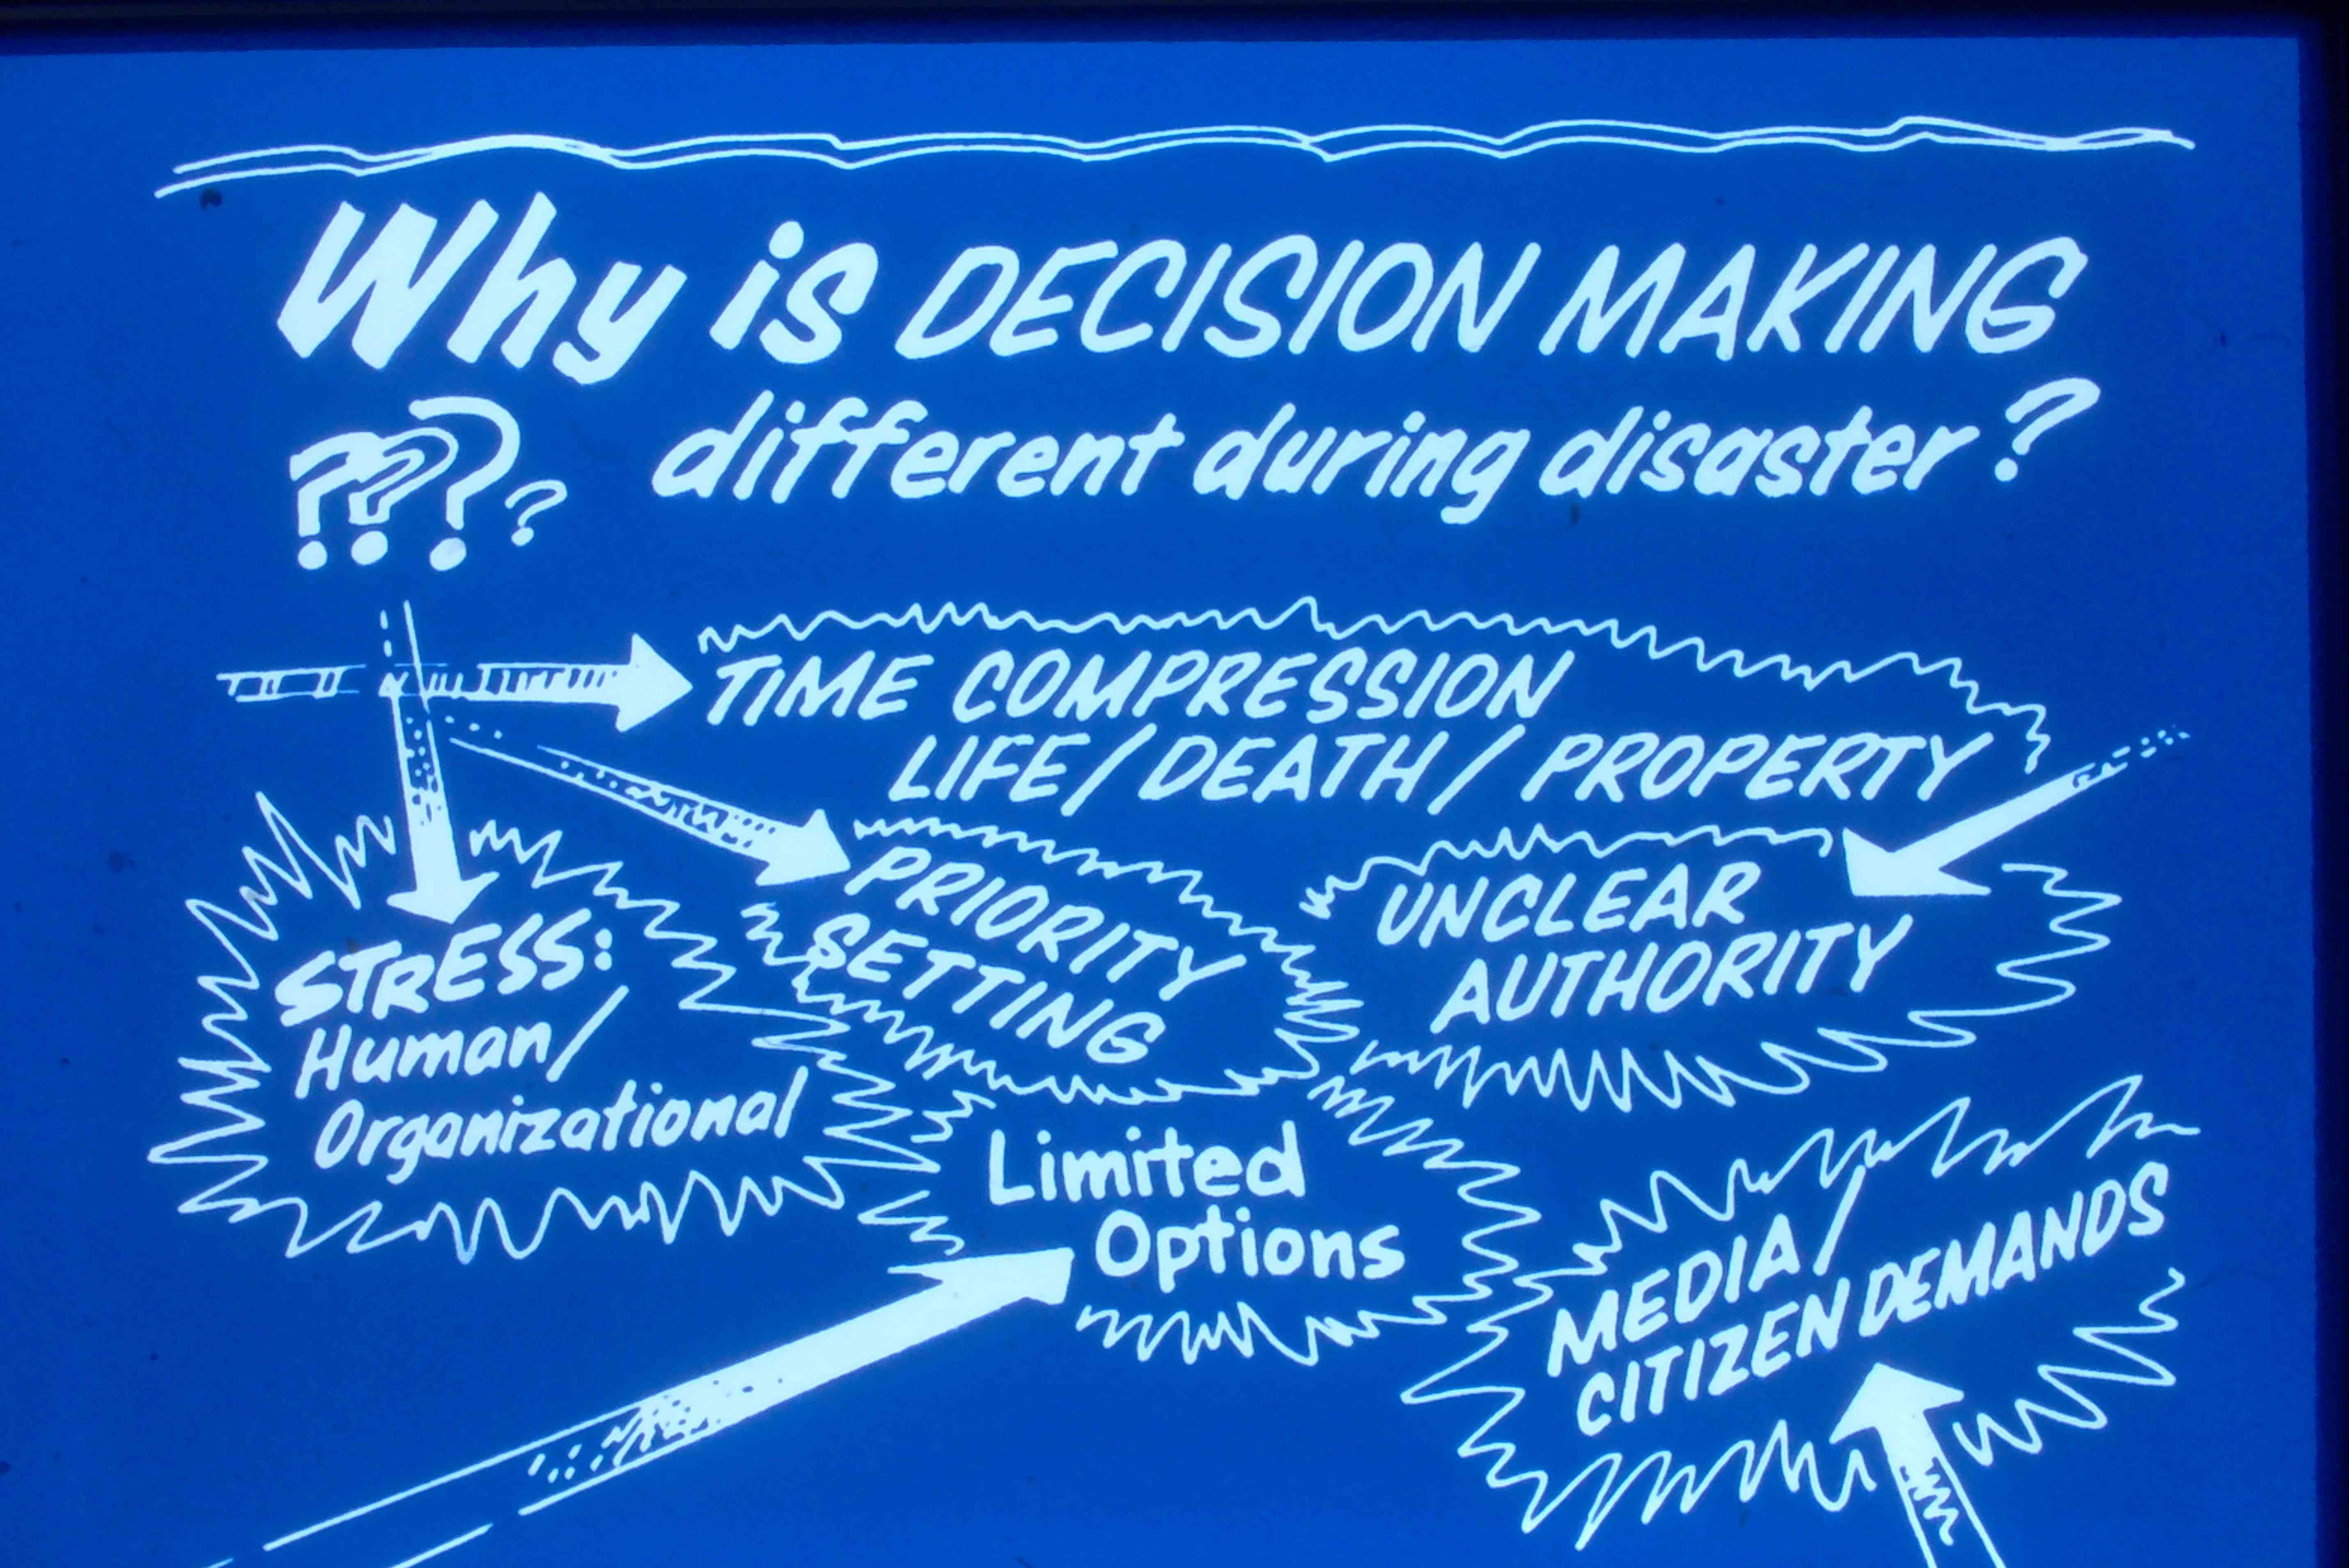 Why is DECISION MAKING
???? different during disaster?
TIME COMPRESSION
LIFE/DEATH/PROPERTY
PRIORITY
SETTING
UNCLEAR
AUTHORITY
STRESS:
Human/
Organizational
Limited
Options
MEDIA/
CITIZEN DEMANDS